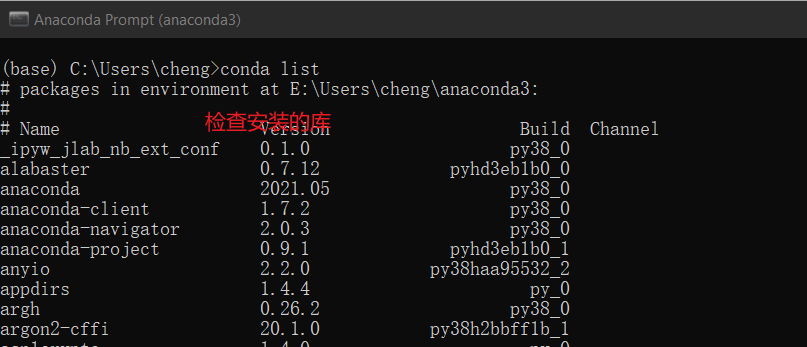 Anaconda Prompt (anaconda3)
(base) C:\Users\cheng>conda list
# packages in environment at E:\Users\cheng\anaconda3:
#
检查安装的库
# Name Version Build Channel
_ipyw_jlab_nb_ext_conf 0.1.0 py38_0
alabaster 0.7.12 pyhd3eb1b0_0
anaconda 2021.05 py38_0
anaconda-client 1.7.2 py38_0
anaconda-navigator 2.0.3 py38_0
anaconda-project 0.9.1 pyhd3eb1b0_1
anyio 2.2.0 py38haa95532_2
appdirs 1.4.4 py_0
argh 0.26.2 py38_0
argon2-cffi 20.1.0 py38h2bbff1b_1